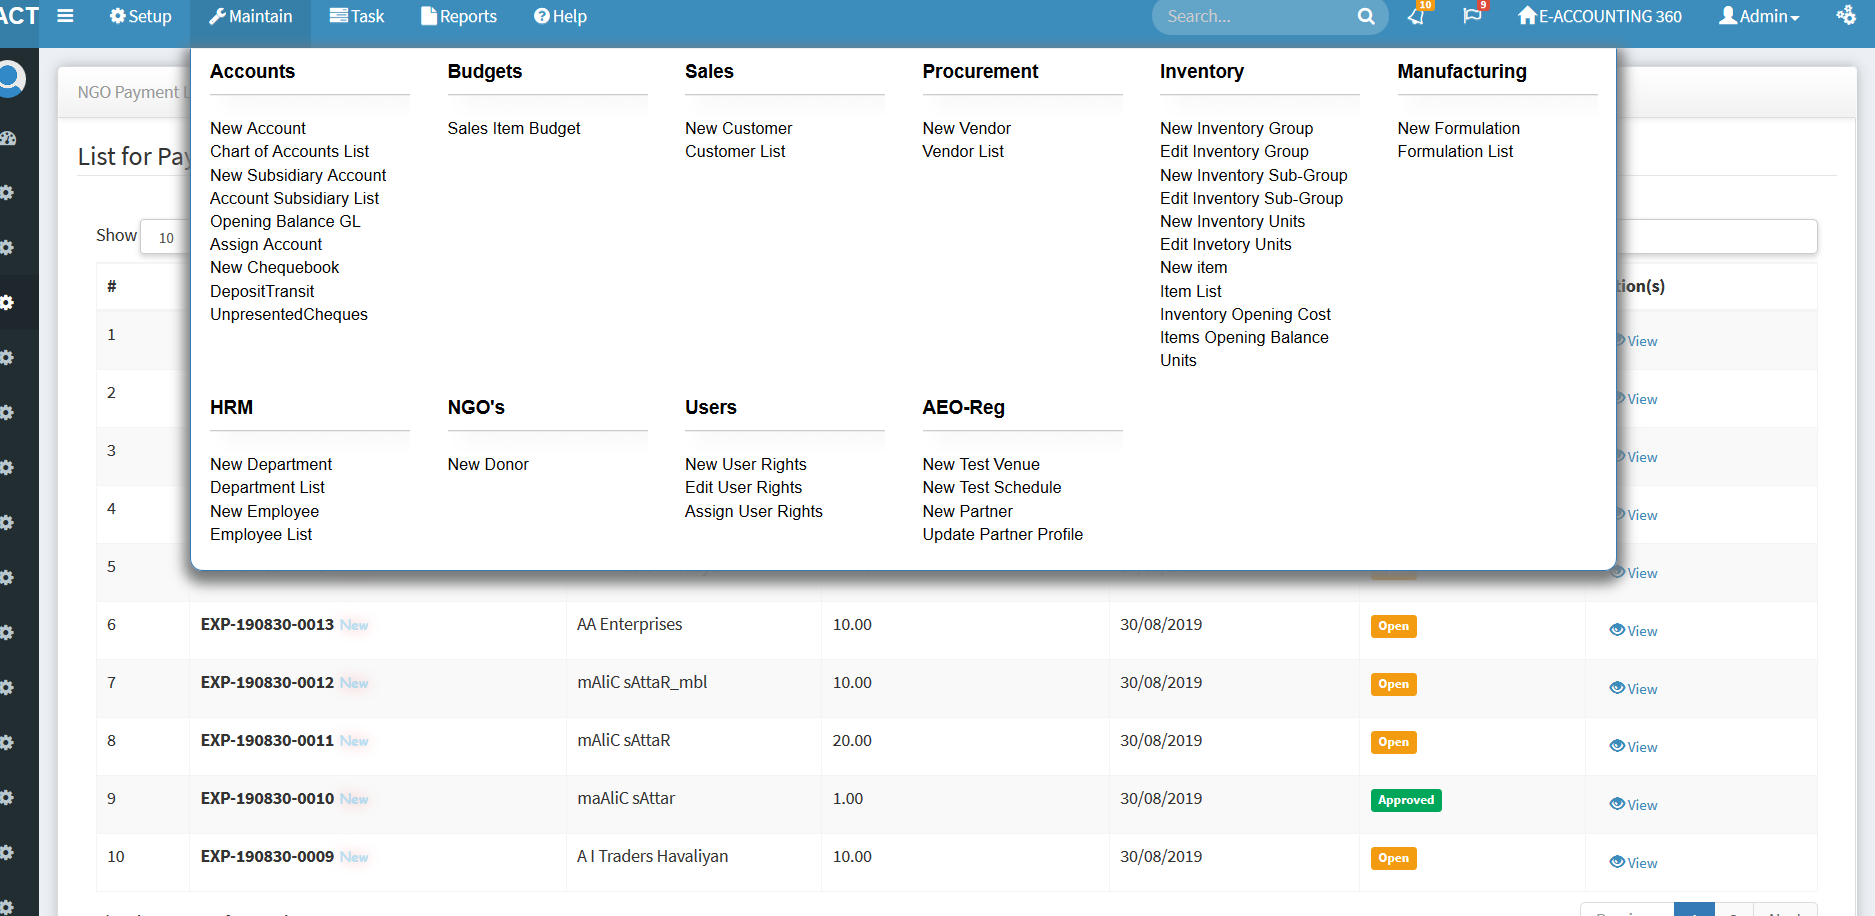 ACT Setup Maintain Task Reports Help Search... 10 9 E-ACCOUNTING 360 Admin
NGO Payment
List for
Show 10
Accounts
New Account
Chart of Accounts List
New Subsidiary Account
Account Subsidiary List
Opening Balance GL
Assign Account
New Chequebook
DepositTransit
UnpresentedCheques
Budgets
Sales Item Budget
Sales
New Customer
Customer List
Procurement
New Vendor
Vendor List
Inventory
New Inventory Group
Edit Inventory Group
New Inventory Sub-Group
Edit Inventory Sub-Group
New Inventory Units
Edit Invetory Units
New item
Item List
Inventory Opening Cost
Items Opening Balance
Units
Manufacturing
New Formulation
Formulation List
HRM
New Department
Department List
New Employee
Employee List
NGO's
New Donor
Users
New User Rights
Edit User Rights
Assign User Rights
AEO-Reg
New Test Venue
New Test Schedule
New Partner
Update Partner Profile
# ion(s)
1 View
2 View
3 View
4 View
5 View
6 EXP-190830-0013 New AA Enterprises 10.00 30/08/2019 Open View
7 EXP-190830-0012 New mAliC sAttaR_mbl 10.00 30/08/2019 Open View
8 EXP-190830-0011 New mAliC sAttaR 20.00 30/08/2019 Open View
9 EXP-190830-0010 New maAliC sAttar 1.00 30/08/2019 Approved View
10 EXP-190830-0009 New A I Traders Havaliyan 10.00 30/08/2019 Open View